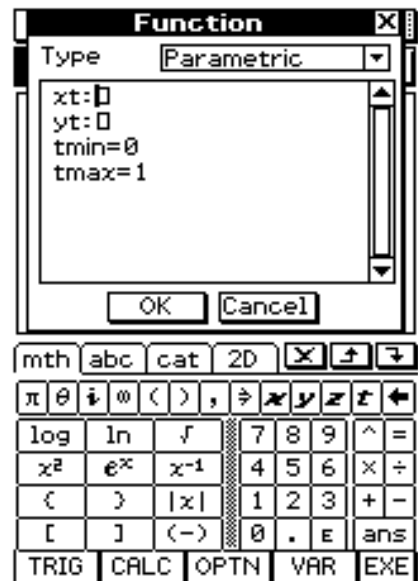 Function
Type Parametric
xt:
yt:
tmin=0
tmax=1
OK Cancel
mth abc cat 2D
π θ i ∞ ( ) , ⇒ x y z t ←
log ln √ 7 8 9 ^ =
x² eˣ x⁻¹ 4 5 6 × ÷
{ } |x| 1 2 3 + −
[ ] (−) 0 . E ans
TRIG CALC OPTN VAR EXE